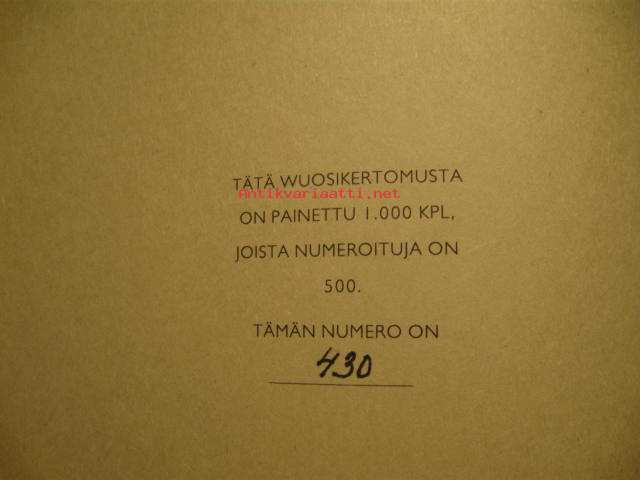 TÄTÄ WUOSIKERTOMUSTA
Antikvariaatti.net
ON PAINETTU 1.000 KPL,
JOISTA NUMEROITUJA ON
500.
TÄMÄN NUMERO ON
430